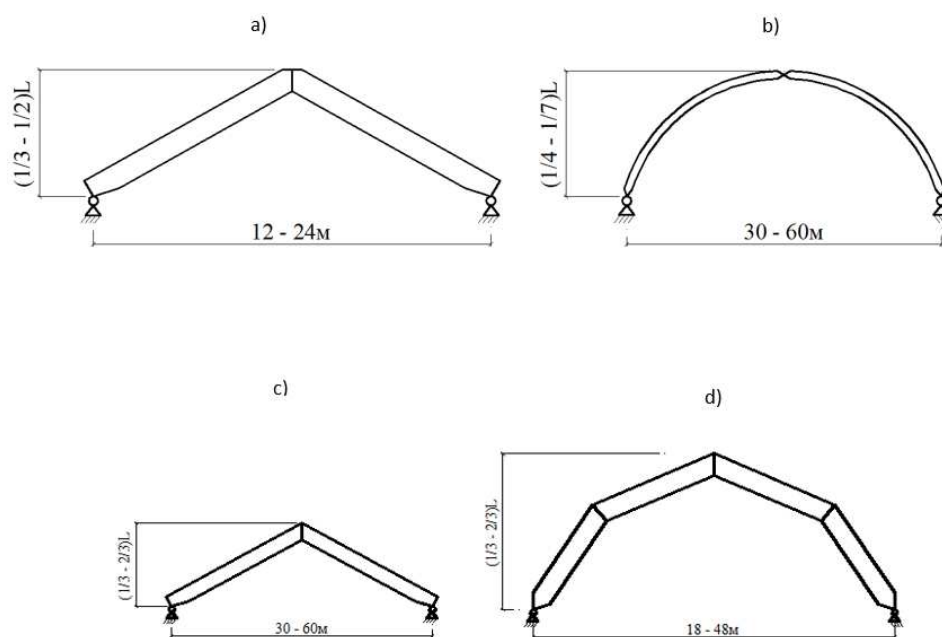 a)
b)
(1/3 - 1/2)L
(1/4 - 1/7)L
12 - 24м
30 - 60м
c)
d)
(1/3 - 2/3)L
(1/3 - 2/3)L
30 - 60м
18 - 48м